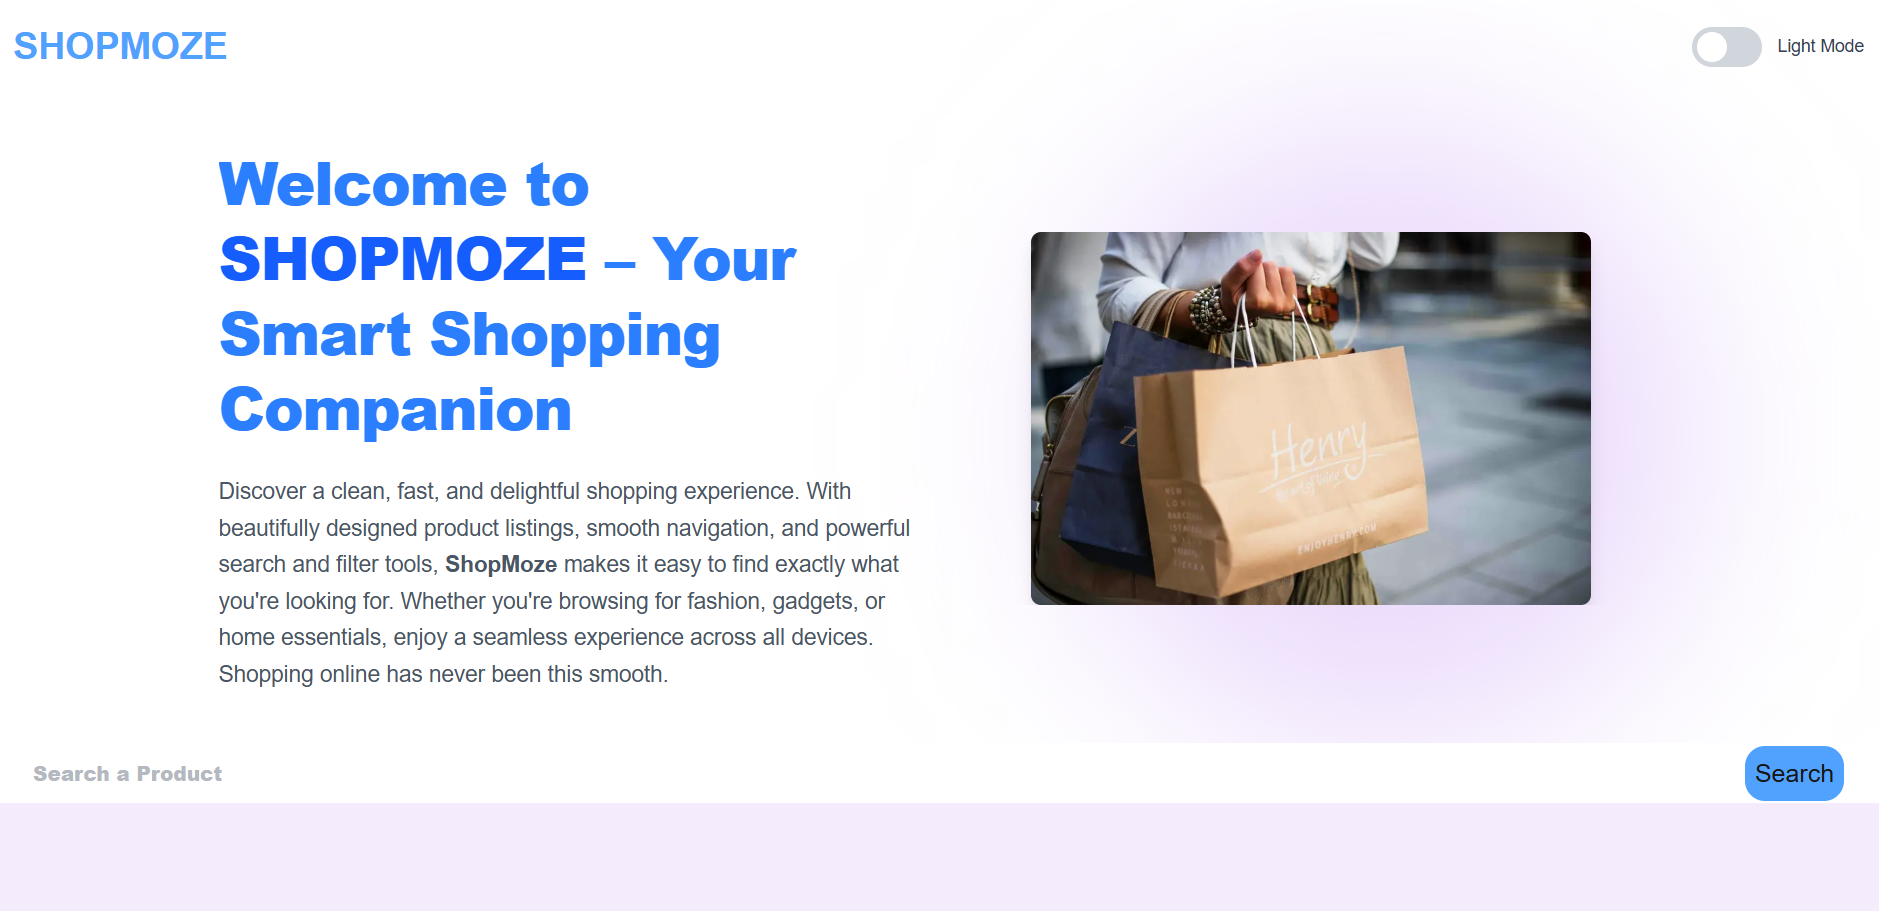 SHOPMOZE
Light Mode
Welcome to
SHOPMOZE – Your
Smart Shopping
Companion
Discover a clean, fast, and delightful shopping experience. With
beautifully designed product listings, smooth navigation, and powerful
search and filter tools, ShopMoze makes it easy to find exactly what
you're looking for. Whether you're browsing for fashion, gadgets, or
home essentials, enjoy a seamless experience across all devices.
Shopping online has never been this smooth.
Henry
ENJOYHENRY.COM
Search a Product
Search